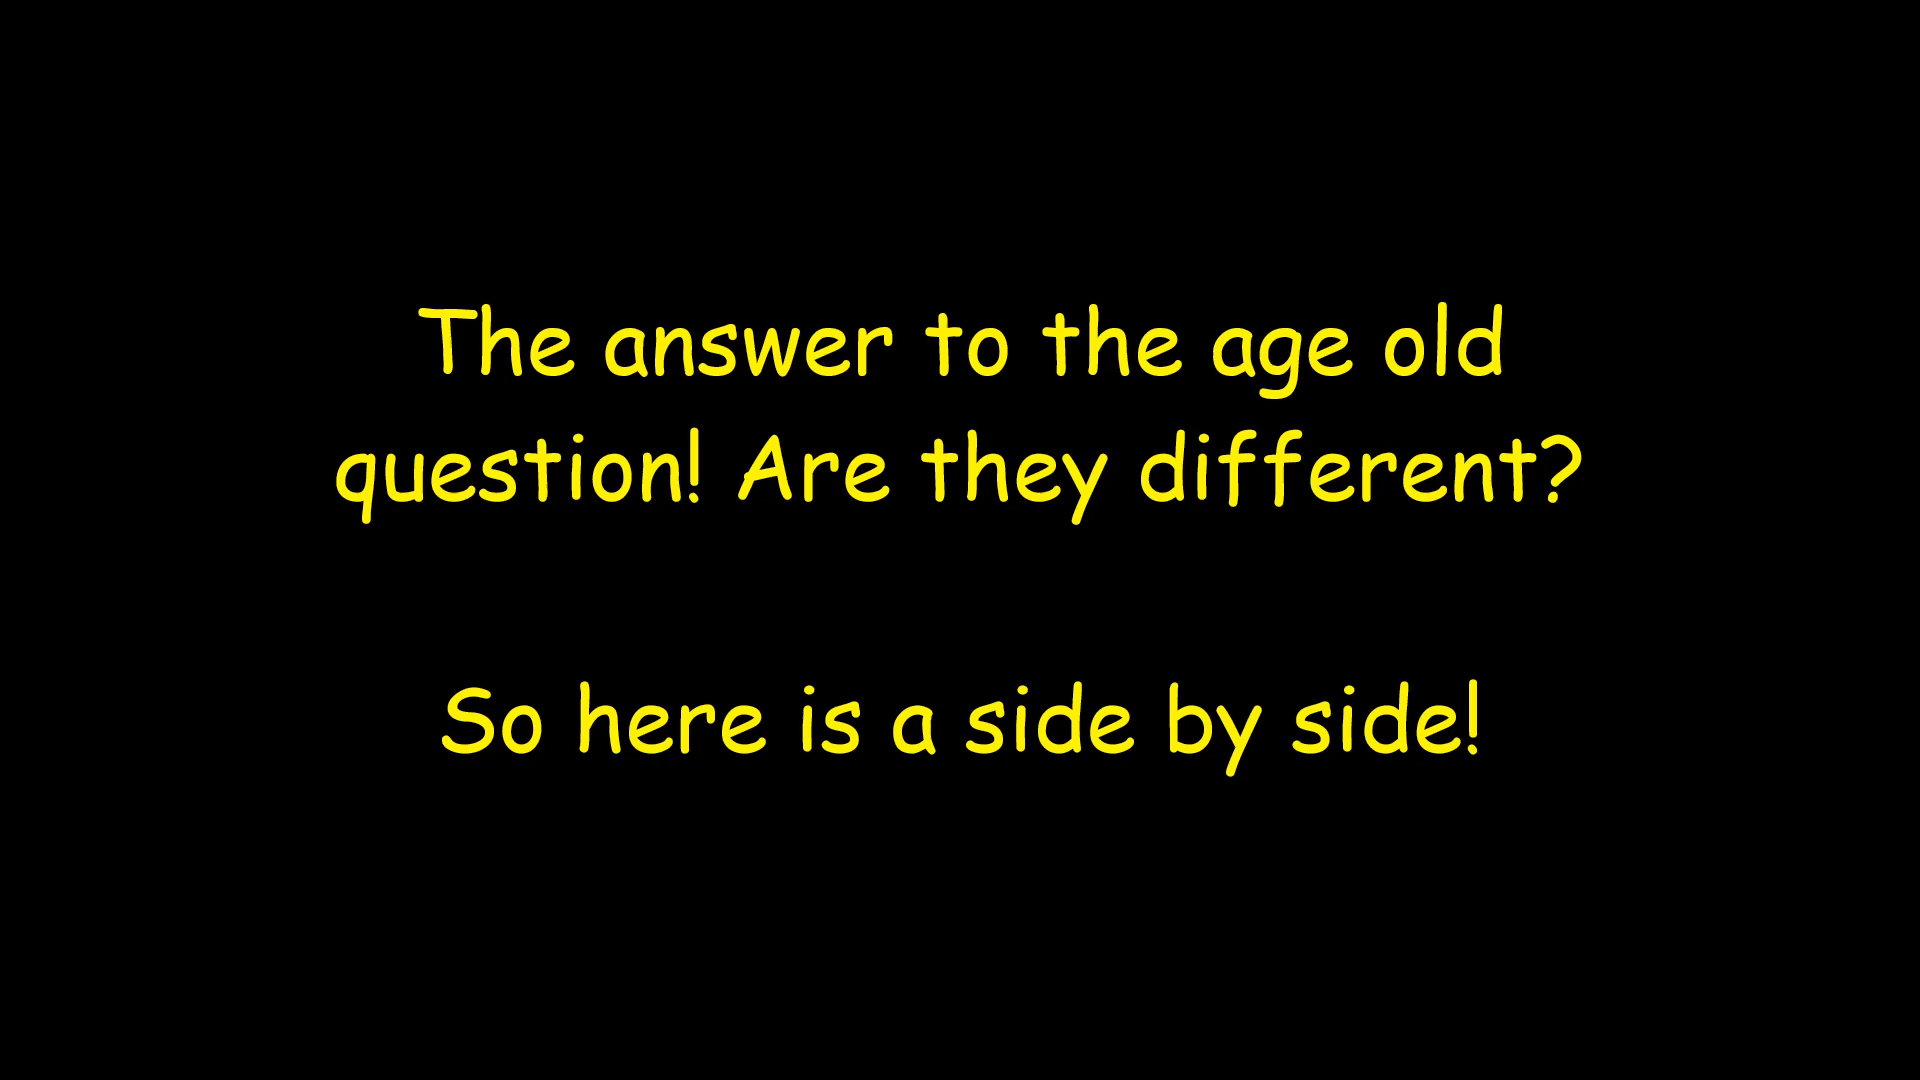 The answer to the age old
question! Are they different?
So here is a side by side!